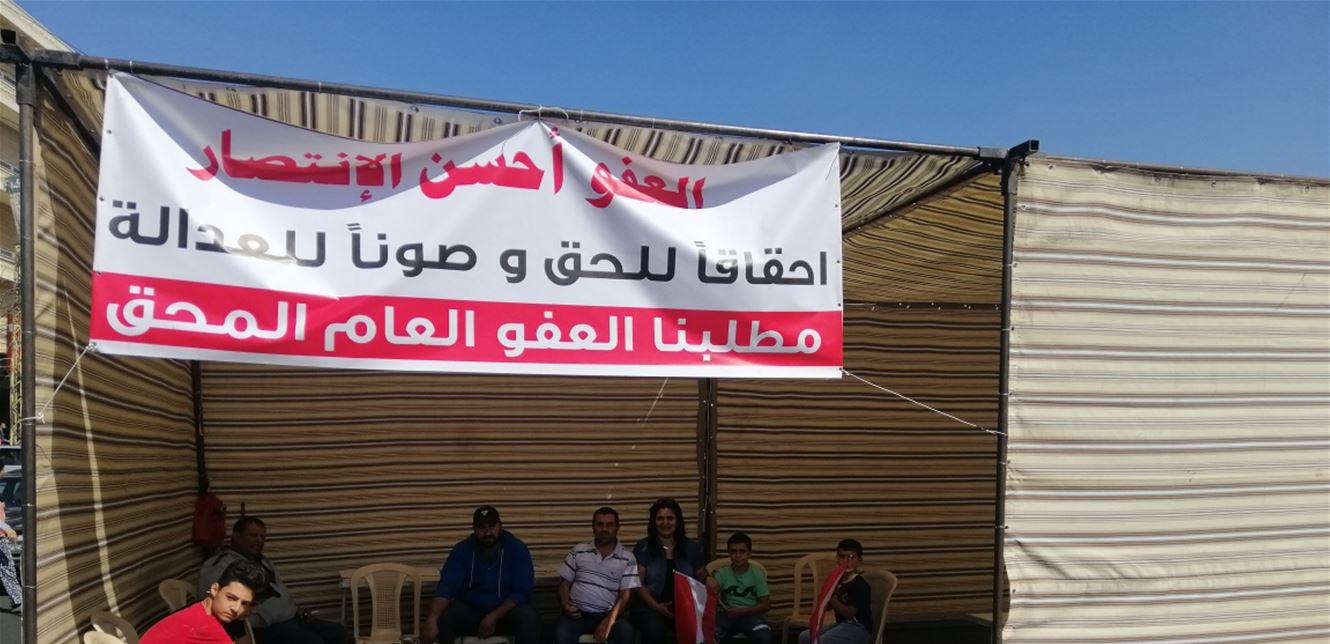 العفو أحسن الإنتصار
احقاقاً للحق و صوناً للعدالة
مطلبنا العفو العام المحق